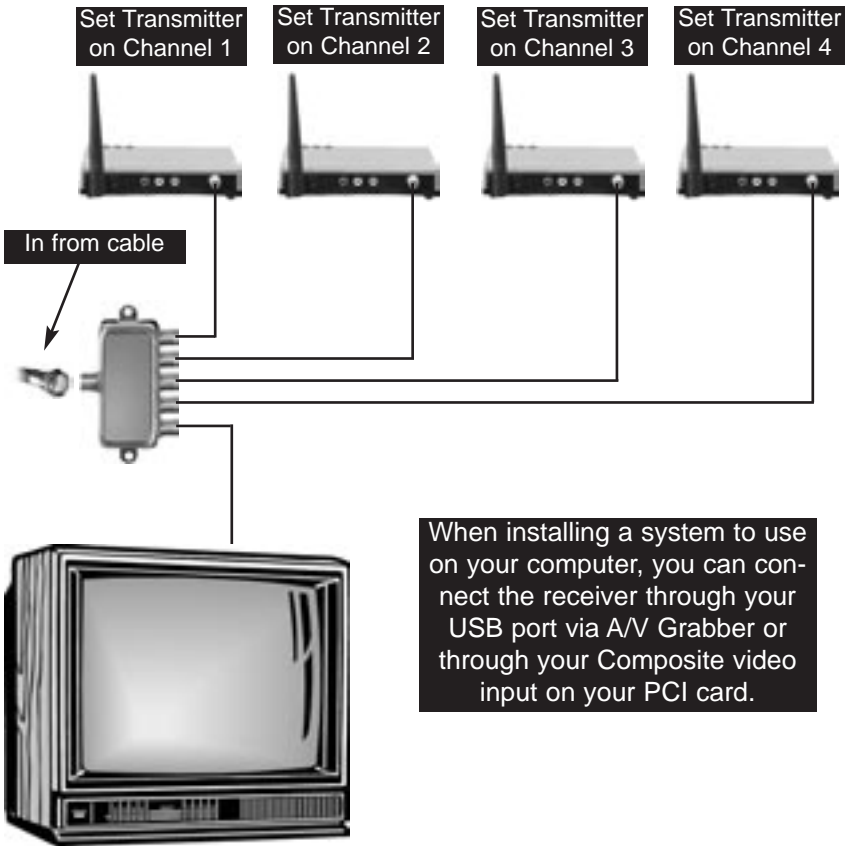 Set Transmitter
on Channel 1
Set Transmitter
on Channel 2
Set Transmitter
on Channel 3
Set Transmitter
on Channel 4
In from cable
When installing a system to use
on your computer, you can con-
nect the receiver through your
USB port via A/V Grabber or
through your Composite video
input on your PCI card.